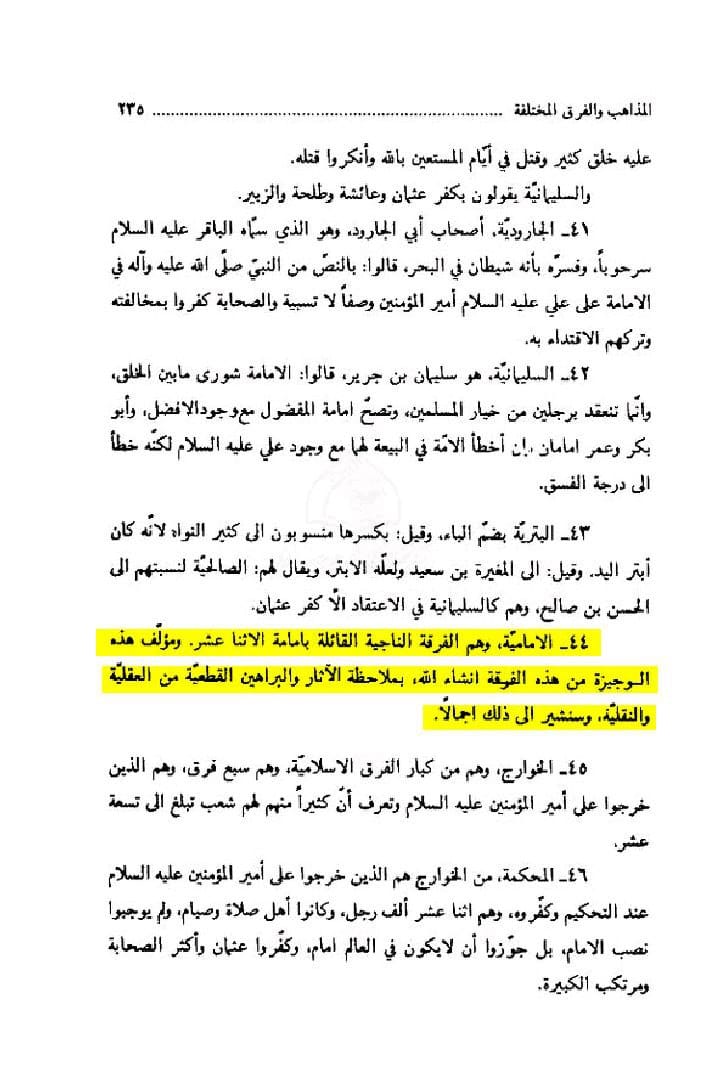 المذاهب والفرق المختلفة ........................................................................ ٢٣٥
عليه خلق كثير وقتل في أيّام المستعين بالله وأنكروا قتله.
والسليمانيّة يقولون بكفر عثمان وعائشة وطلحة والزبير.
٤١ـ الجاروديّة، أصحاب أبي الجارود، وهو الذي سمّاه الباقر عليه السلام
سرحوباً، وفسّره بأنه شيطان في البحر، قالوا: بالنصّ من النبيّ صلّى الله عليه وآله في
الامامة على علي عليه السلام أمير المؤمنين وصفاً لا تسبية والصحابة كفروا بمخالفته
وتركهم الاقتداء به.
٤٢ـ السليمانيّة، هو سليمان بن جرير، قالوا: الامامة شورى مابين الخلق،
وانّما تنعقد برجلين من خيار المسلمين، وتصحّ امامة المفضول مع وجودالافضل، وأبو
بكر وعمر امامان وإن أخطأ الامّة في البيعة لهما مع وجود علي عليه السلام لكنّه خطأ
الى درجة الفسق.
٤٣ـ البتريّة بضمّ الباء، وقيل: بكسرها منسوبون الى كثير النواه لانّه كان
أبتر اليد. وقيل: الى المغيرة بن سعيد ولعلّه الابتر. ويقال لهم: الصالحيّة لنسبتهم الى
الحسن بن صالح، وهم كالسليمانية في الاعتقاد الّا كفر عثمان.
٤٤ـ الاماميّة، وهم الفرقة الناجية القائلة بامامة الاثنا عشر. ومؤلّف هذه
الـوجيزة من هذه الفوقة انشاء الله، بملاحظة الآثار والبراهين القطعيّة من العقليّة
والنقليّة، وسنشير الى ذلك اجمالًا.
٤٥ـ الخوارج، وهم من كبار الفرق الاسلاميّة، وهم سبع فرق، وهم الذين
خرجوا على أمير المؤمنين عليه السلام وتعرف أنّ كثيراً منهم لهم شعب تبلغ الى تسعة
عشر.
٤٦ـ المحكمة، من الخوارج هم الذين خرجوا على أمير المؤمنين عليه السلام
عند التحكيم وكفّروه، وهم اثنا عشر ألف رجل، وكانوا أهل صلاة وصيام، ولم يوجبوا
نصب الامام، بل جوّزوا أن لايكون في العالم امام، وكفّروا عثمان وأكثر الصحابة
ومرتكب الكبيرة.